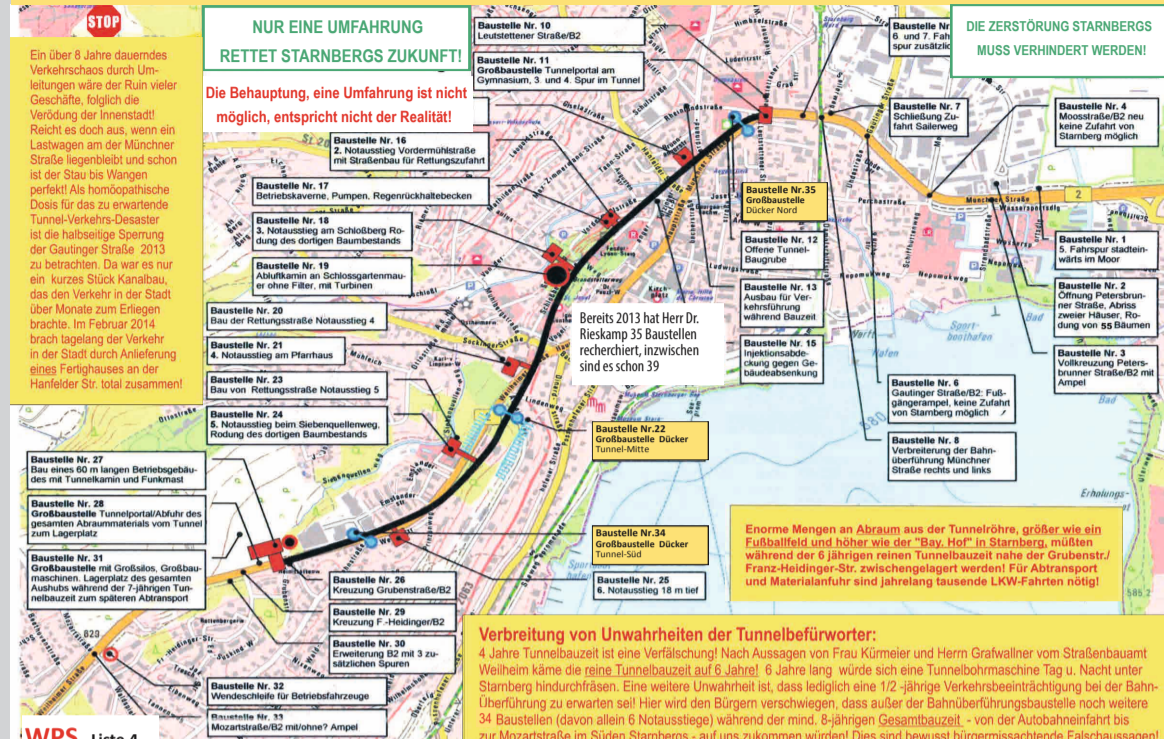 STOP
Ein über 8 Jahre dauerndes
Verkehrschaos durch Um-
leitungen wäre der Ruin vieler
Geschäfte, folglich die
Verödung der Innenstadt!
Reicht es doch aus, wenn ein
Lastwagen am der Münchner
Straße liegenbleibt und schon
ist der Stau bis Wangen
perfekt! Als homöopathische
Dosis für das zu erwartende
Tunnel-Verkehrs-Desaster
ist die halbseitige Sperrung
der Gautinger Straße 2013
zu betrachten. Da war es nur
ein kurzes Stück Kanalbau,
das den Verkehr in der Stadt
über Monate zum Erliegen
brachte. Im Februar 2014
brach tagelang der Verkehr
in der Stadt durch Anlieferung
eines Fertighauses an der
Hanfelder Str. total zusammen!
NUR EINE UMFAHRUNG
RETTET STARNBERGS ZUKUNFT!
Die Behauptung, eine Umfahrung ist nicht
möglich, entspricht nicht der Realität!
DIE ZERSTÖRUNG STARNBERGS
MUSS VERHINDERT WERDEN!
Baustelle Nr. 10
Leutstettener Straße/B2
Baustelle Nr. 11
Großbaustelle Tunnelportal am
Gymnasium, 3. und 4. Spur im Tunnel
Baustelle Nr
6 und 7. Fah
spur zusätzlic
Baustelle Nr. 7
Schließung Zu-
fahrt Sailerweg
Baustelle Nr. 4
Moosstraße/B2 neu
keine Zufahrt von
Starnberg möglich
Baustelle Nr. 16
2. Notausstieg Vordermühlstraße
mit Straßenbau für Rettungszufahrt
Baustelle Nr. 17
Betriebskaverne, Pumpen, Regenrückhaltebecken
Baustelle Nr. 18
3. Notausstieg am Schloßberg Ro-
dung des dortigen Baumbestands
Baustelle Nr. 19
Abluftkamin an Schlossgartenmau-
er ohne Filter, mit Turbinen
Baustelle Nr. 20
Bau der Rettungsstraße Notausstieg 4
Baustelle Nr. 21
4. Notausstieg am Pfarrhaus
Baustelle Nr. 23
Bau von Rettungsstraße Notausstieg 5
Baustelle Nr. 24
5. Notausstieg beim Siebenquellenweg,
Rodung des dortigen Baumbestands
Baustelle Nr.35
Großbaustelle
Dücker Nord
Baustelle Nr. 12
Offene Tunnel-
Baugrube
Baustelle Nr. 13
Ausbau für Ver-
kehrsführung
während Bauzeit
Baustelle Nr. 15
Injektionsabde-
ckung gegen Ge-
bäudeabsenkung
Baustelle Nr. 1
5. Fahrspur stadtein-
wärts im Moor
Baustelle Nr. 2
Öffnung Petersbrun-
ner Straße, Abriss
zweier Häuser, Ro-
dung von 55 Bäumen
Baustelle Nr. 3
Vollkreuzung Peters-
brunner Straße/B2 mit
Ampel
Bereits 2013 hat Herr Dr.
Rieskamp 35 Baustellen
recherchiert, inzwischen
sind es schon 39
Baustelle Nr. 6
Gautinger Straße/B2: Fuß-
gängerampel, keine Zufahrt
von Starnberg möglich
Baustelle Nr. 8
Verbreiterung der Bahn-
überführung Münchner
Straße rechts und links
Baustelle Nr.22
Großbaustelle Dücker
Tunnel-Mitte
Baustelle Nr.34
Großbaustelle Dücker
Tunnel-Süd
Baustelle Nr. 25
6. Notausstieg 18 m tief
Baustelle Nr. 27
Bau eines 60 m langen Betriebsgebäu-
des mit Tunnelkamin und Funkmast
Baustelle Nr. 28
Großbaustelle Tunnelportal/Abfuhr des
gesamten Abraummaterials vom Tunnel
zum Lagerplatz
Baustelle Nr. 31
Großbaustelle mit Großsilos, Großbau-
maschinen. Lagerplatz des gesamten
Aushubs während der 7-jährigen Tun-
nelbauzeit zum späteren Abtransport
Baustelle Nr. 26
Kreuzung Grubenstraße/B2
Baustelle Nr. 29
Kreuzung F.-Heidinger/B2
Baustelle Nr. 30
Erweiterung B2 mit 3 zu-
sätzlichen Spuren
Baustelle Nr. 32
Wendeschleife für Betriebsfahrzeuge
Baustelle Nr. 33
Mozartstraße/B2 mit/ohne? Ampel
Enorme Mengen an Abraum aus der Tunnelröhre, größer wie ein
Fußballfeld und höher wie der "Bay. Hof" in Starnberg, müßten
während der 6 jährigen reinen Tunnelbauzeit nahe der Grubenstr./
Franz-Heidinger-Str. zwischengelagert werden! Für Abtransport
und Materialanfuhr sind jahrelang tausende LKW-Fahrten nötig!
Verbreitung von Unwahrheiten der Tunnelbefürworter:
4 Jahre Tunnelbauzeit ist eine Verfälschung! Nach Aussagen von Frau Kürmeier und Herrn Grafwallner vom Straßenbauamt
Weilheim käme die reine Tunnelbauzeit auf 6 Jahre! 6 Jahre lang würde sich eine Tunnelbohrmaschine Tag u. Nacht unter
Starnberg hindurchfräsen. Eine weitere Unwahrheit ist, dass lediglich eine 1/2 -jährige Verkehrsbeeinträchtigung bei der Bahn-
Überführung zu erwarten sei! Hier wird den Bürgern verschwiegen, dass außer der Bahnüberführungsbaustelle noch weitere
34 Baustellen (davon allein 6 Notausstiege) während der mind. 8-jährigen Gesamtbauzeit - von der Autobahneinfahrt bis
zur Mozartstraße im Süden Starnbergs - auf uns zukommen würden! Dies sind bewusst bürgermissachtende Falschaussagen!
WPS Liste 4